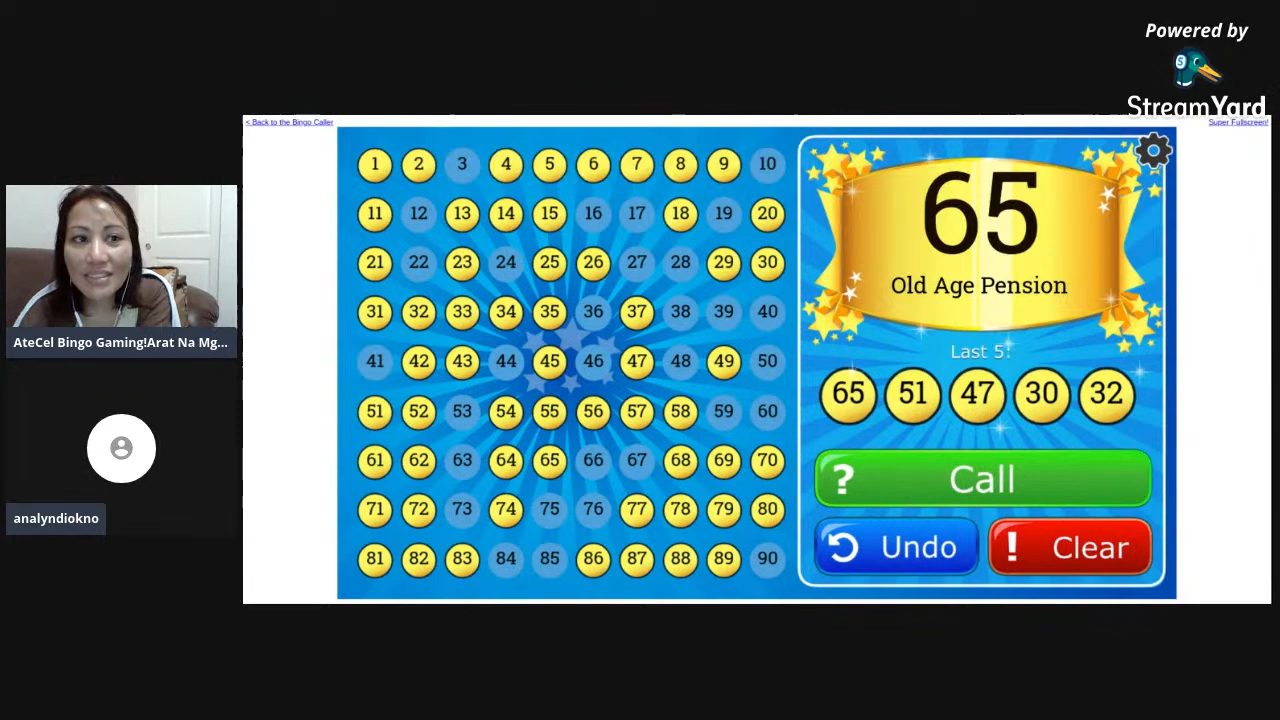 Powered by
StreamYard
< Back to the Bingo Caller
Super Fullscreen!
1 2 3 4 5 6 7 8 9 10
11 12 13 14 15 16 17 18 19 20
21 22 23 24 25 26 27 28 29 30
31 32 33 34 35 36 37 38 39 40
41 42 43 44 45 46 47 48 49 50
51 52 53 54 55 56 57 58 59 60
61 62 63 64 65 66 67 68 69 70
71 72 73 74 75 76 77 78 79 80
81 82 83 84 85 86 87 88 89 90
65
Old Age Pension
Last 5:
65 51 47 30 32
? Call
Undo
! Clear
AteCel Bingo Gaming!Arat Na Mg...
analyndiokno